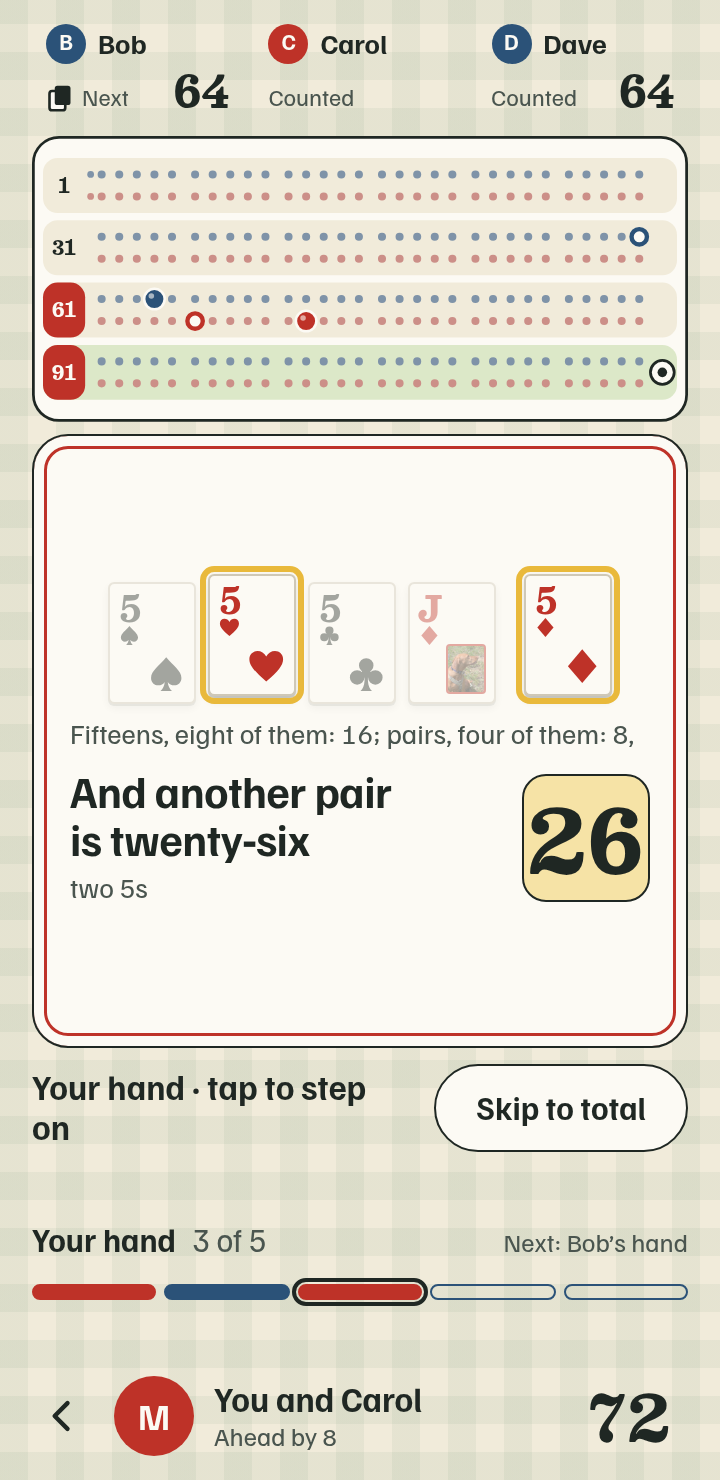 B Bob
C Carol
D Dave
Next 64
Counted
Counted 64
1
31
61
91
5
5
5
J
5
Fifteens, eight of them: 16; pairs, four of them: 8,
And another pair
is twenty-six
26
two 5s
Your hand · tap to step
on
Skip to total
Your hand 3 of 5
Next: Bob's hand
M
You and Carol
Ahead by 8
72